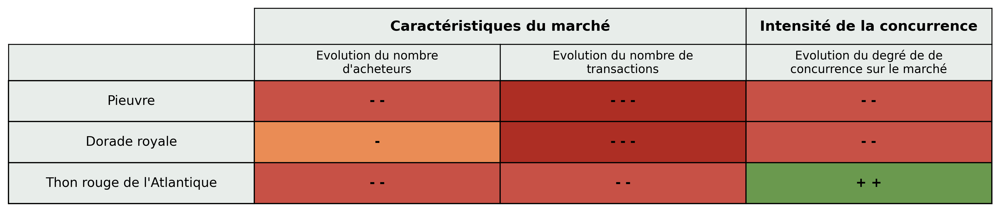 Caractéristiques du marché
Intensité de la concurrence
Evolution du nombre
d'acheteurs
Evolution du nombre de
transactions
Evolution du degré de de
concurrence sur le marché
Pieuvre
- -
- - -
- -
Dorade royale
-
- - -
- -
Thon rouge de l'Atlantique
- -
- -
+ +